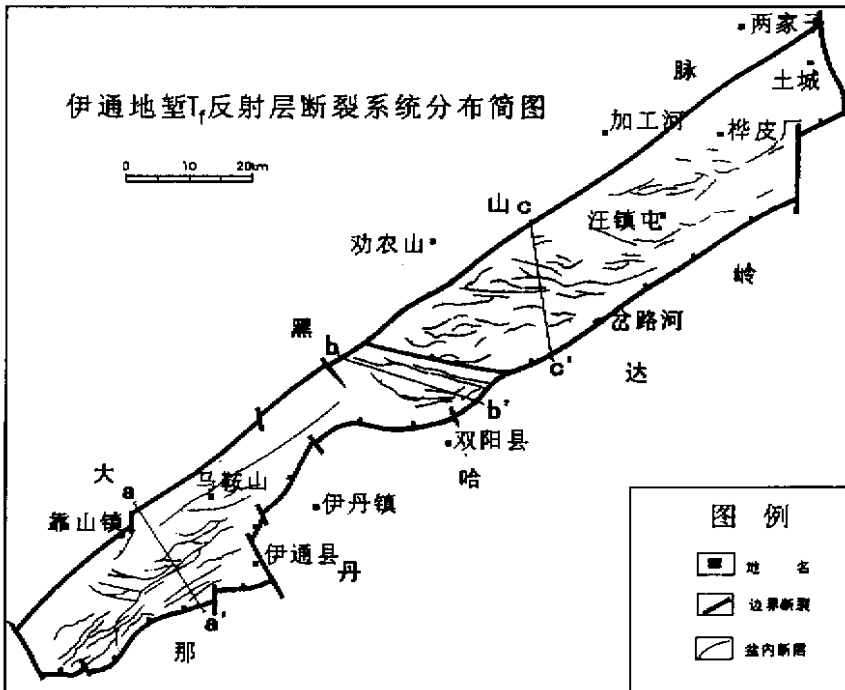 两家子
脉
土城
伊通地堑Tf反射层断裂系统分布简图
加工河
桦皮厂
0 10 20km
山 c
汪镇屯
劝农山
岭
岔路河
黑
b
c'
达
b'
双阳县
哈
大
a
马鞍山
靠山镇
伊丹镇
伊通县
丹
a'
那
图 例
地 名
边界断裂
盆内断层